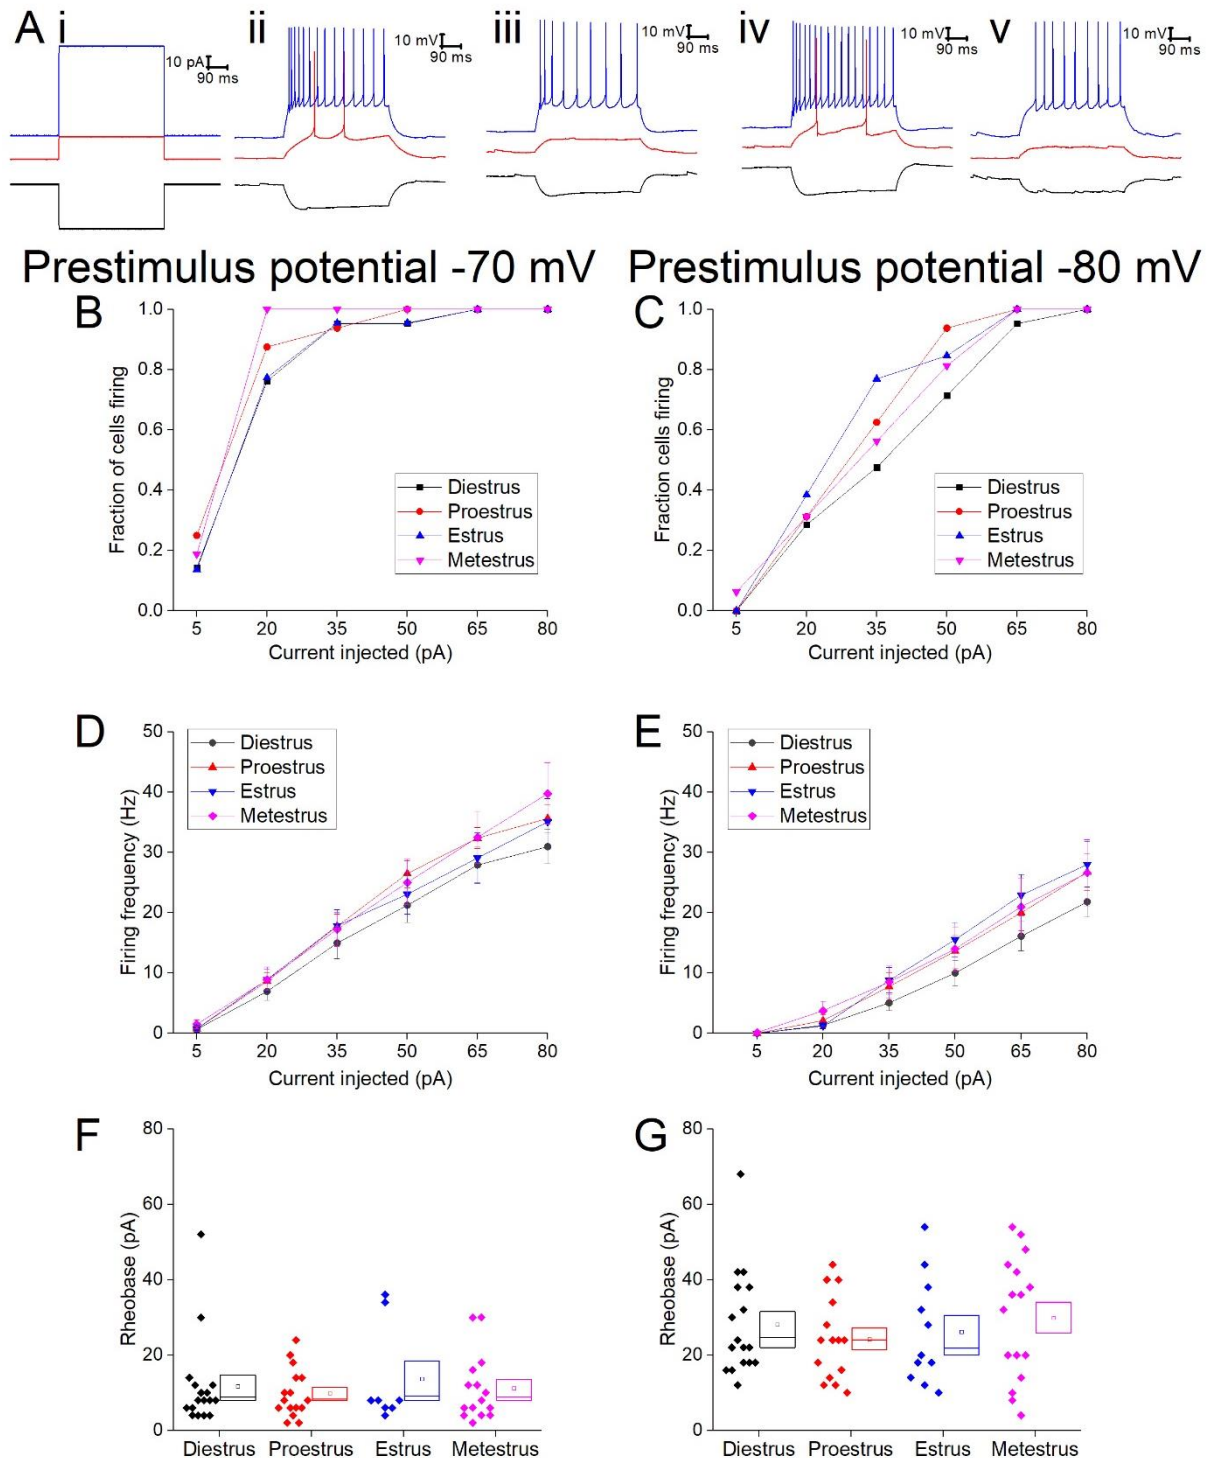 A i ii iii iv v
10 pA
90 ms
10 mV
90 ms
10 mV
90 ms
10 mV
90 ms
10 mV
90 ms
Prestimulus potential -70 mV Prestimulus potential -80 mV
B
Fraction of cells firing
1.0
0.8
0.6
0.4
0.2
0.0
Diestrus
Proestrus
Estrus
Metestrus
5 20 35 50 65 80
Current injected (pA)
C
Fraction cells firing
1.0
0.8
0.6
0.4
0.2
0.0
Diestrus
Proestrus
Estrus
Metestrus
5 20 35 50 65 80
Current injected (pA)
D
Firing frequency (Hz)
50
40
30
20
10
0
Diestrus
Proestrus
Estrus
Metestrus
5 20 35 50 65 80
Current injected (pA)
E
Firing frequency (Hz)
50
40
30
20
10
0
Diestrus
Proestrus
Estrus
Metestrus
5 20 35 50 65 80
Current injected (pA)
F
Rheobase (pA)
80
60
40
20
0
Diestrus Proestrus Estrus Metestrus
G
Rheobase (pA)
80
60
40
20
0
Diestrus Proestrus Estrus Metestrus